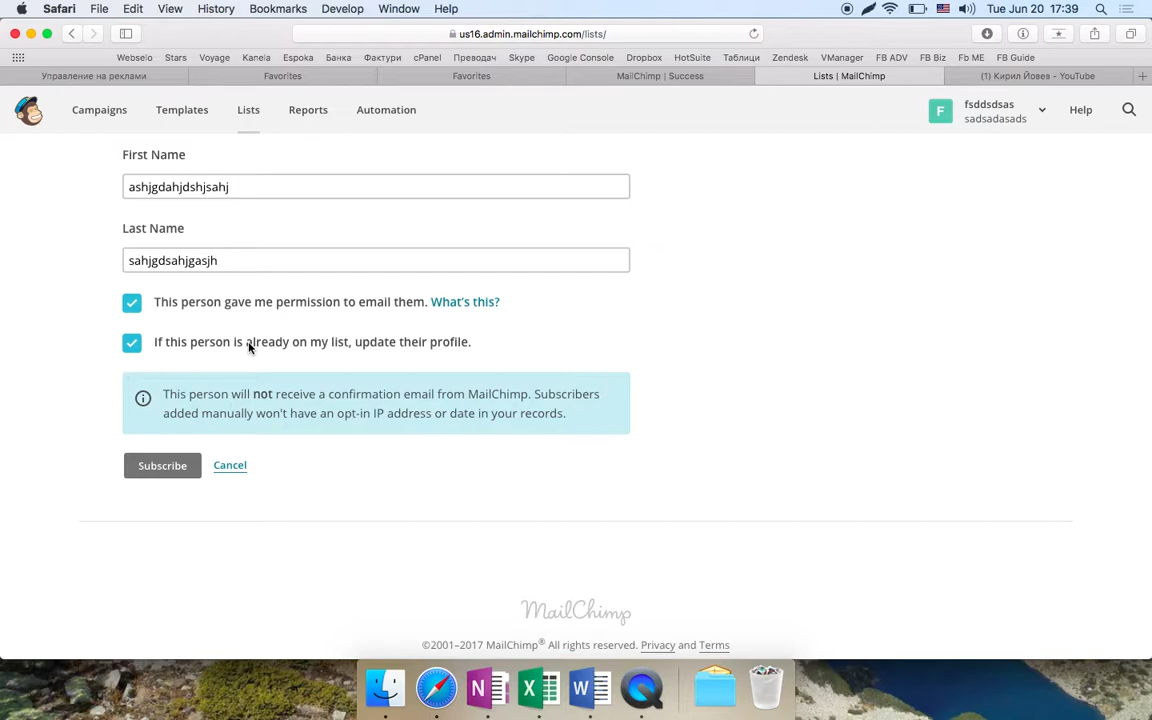 Safari File Edit View History Bookmarks Develop Window Help Tue Jun 20 17:39
us16.admin.mailchimp.com/lists/
Webselo Stars Voyage Kanela Espoka Банка Фактури cPanel Преводач Skype Google Console Dropbox HotSuite Таблици Zendesk VManager FB ADV FB Biz Fb ME FB Guide
Управление на реклами Favorites Favorites MailChimp | Success Lists | MailChimp (1) Кирил Йовев - YouTube
Campaigns Templates Lists Reports Automation F fsddsdsas Help
sadsadasads
First Name
ashjgdahjdshjsahj
Last Name
sahjgdsahjgasjh
This person gave me permission to email them. What's this?
If this person is already on my list, update their profile.
This person will not receive a confirmation email from MailChimp. Subscribers
added manually won't have an opt-in IP address or date in your records.
Subscribe Cancel
MailChimp
©2001–2017 MailChimp® All rights reserved. Privacy and Terms
N X W